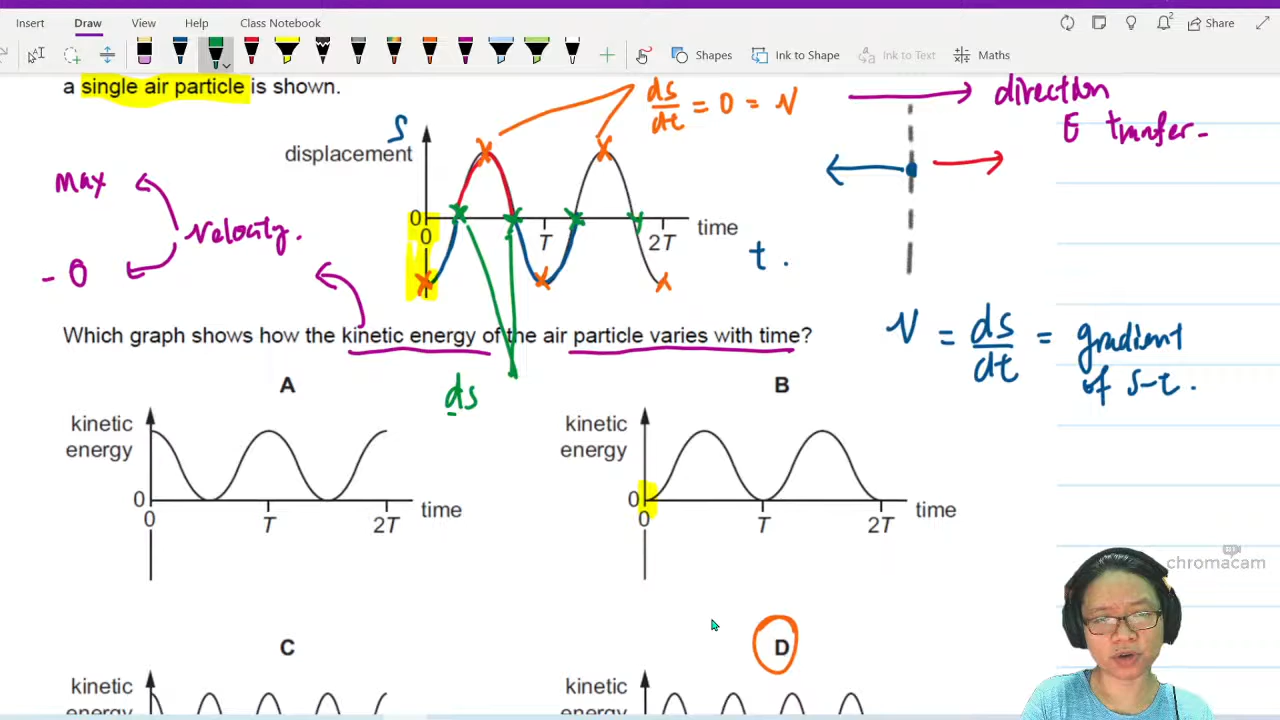 Insert Draw View Help Class Notebook Share
Shapes Ink to Shape Ink to Text Maths
a single air particle is shown.
s
displacement
ds/dt = 0 = v
direction
E transfer
max
velocity.
- 0
0
0 T 2T
time
t.
Which graph shows how the kinetic energy of the air particle varies with time?
v = ds/dt = gradient
of s-t.
ds
A
kinetic
energy
0
0 T 2T
time
B
kinetic
energy
0
0 T 2T
time
chromacam
C
kinetic
energy
D
kinetic
energy